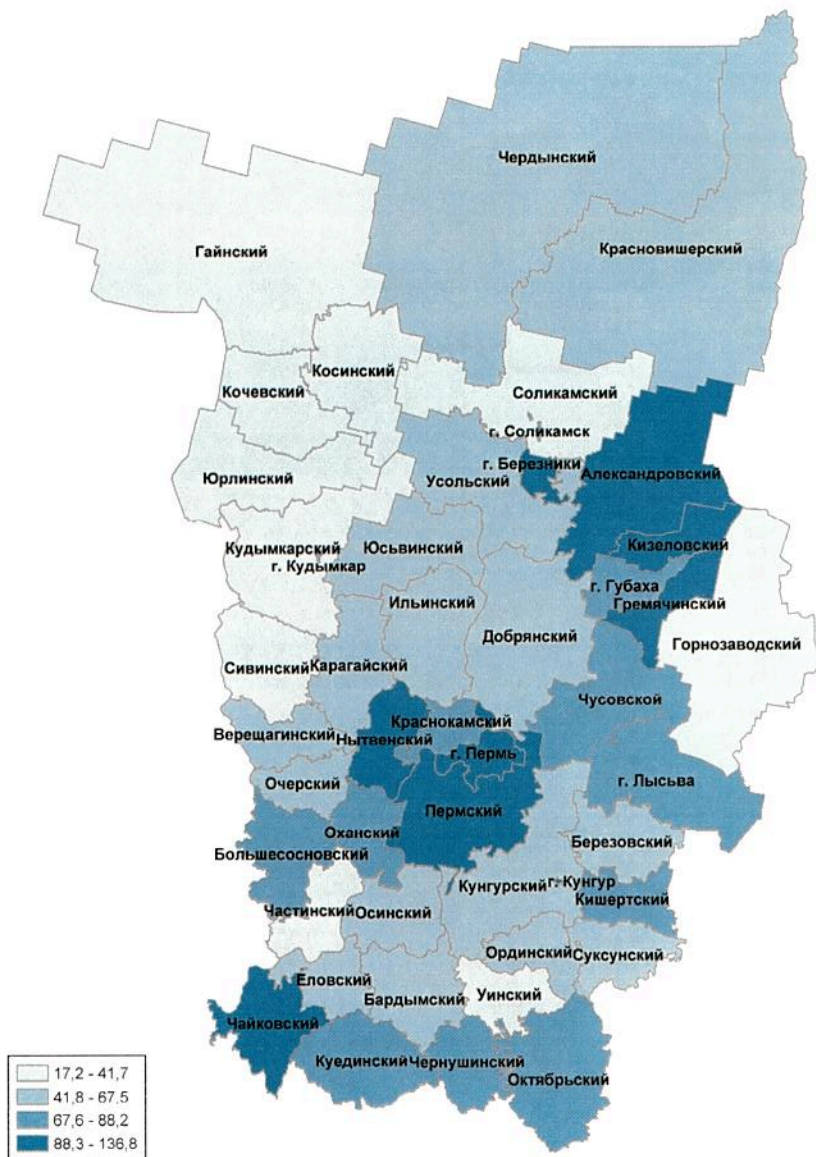 Чердынский
Красновишерский
Гайнский
Косинский
Кочевский
Соликамский
г. Соликамск
г. Березники
Юрлинский
Усольский
Александровский
Кудымкарский
г. Кудымкар
Юсьвинский
Кизеловский
г. Губаха
Гремячинский
Ильинский
Добрянский
Горнозаводский
Сивинский
Карагайский
Чусовской
Верещагинский
Краснокамский
Нытвенский
г. Пермь
Очерский
г. Лысьва
Пермский
Оханский
Березовский
Большесосновский
Кунгурский
г. Кунгур
Кишертский
Частинский
Осинский
Ординский
Суксунский
Еловский
Бардымский
Уинский
Чайковский
Куединский
Чернушинский
Октябрьский
17,2 - 41,7
41,8 - 67,5
67,6 - 88,2
88,3 - 136,8